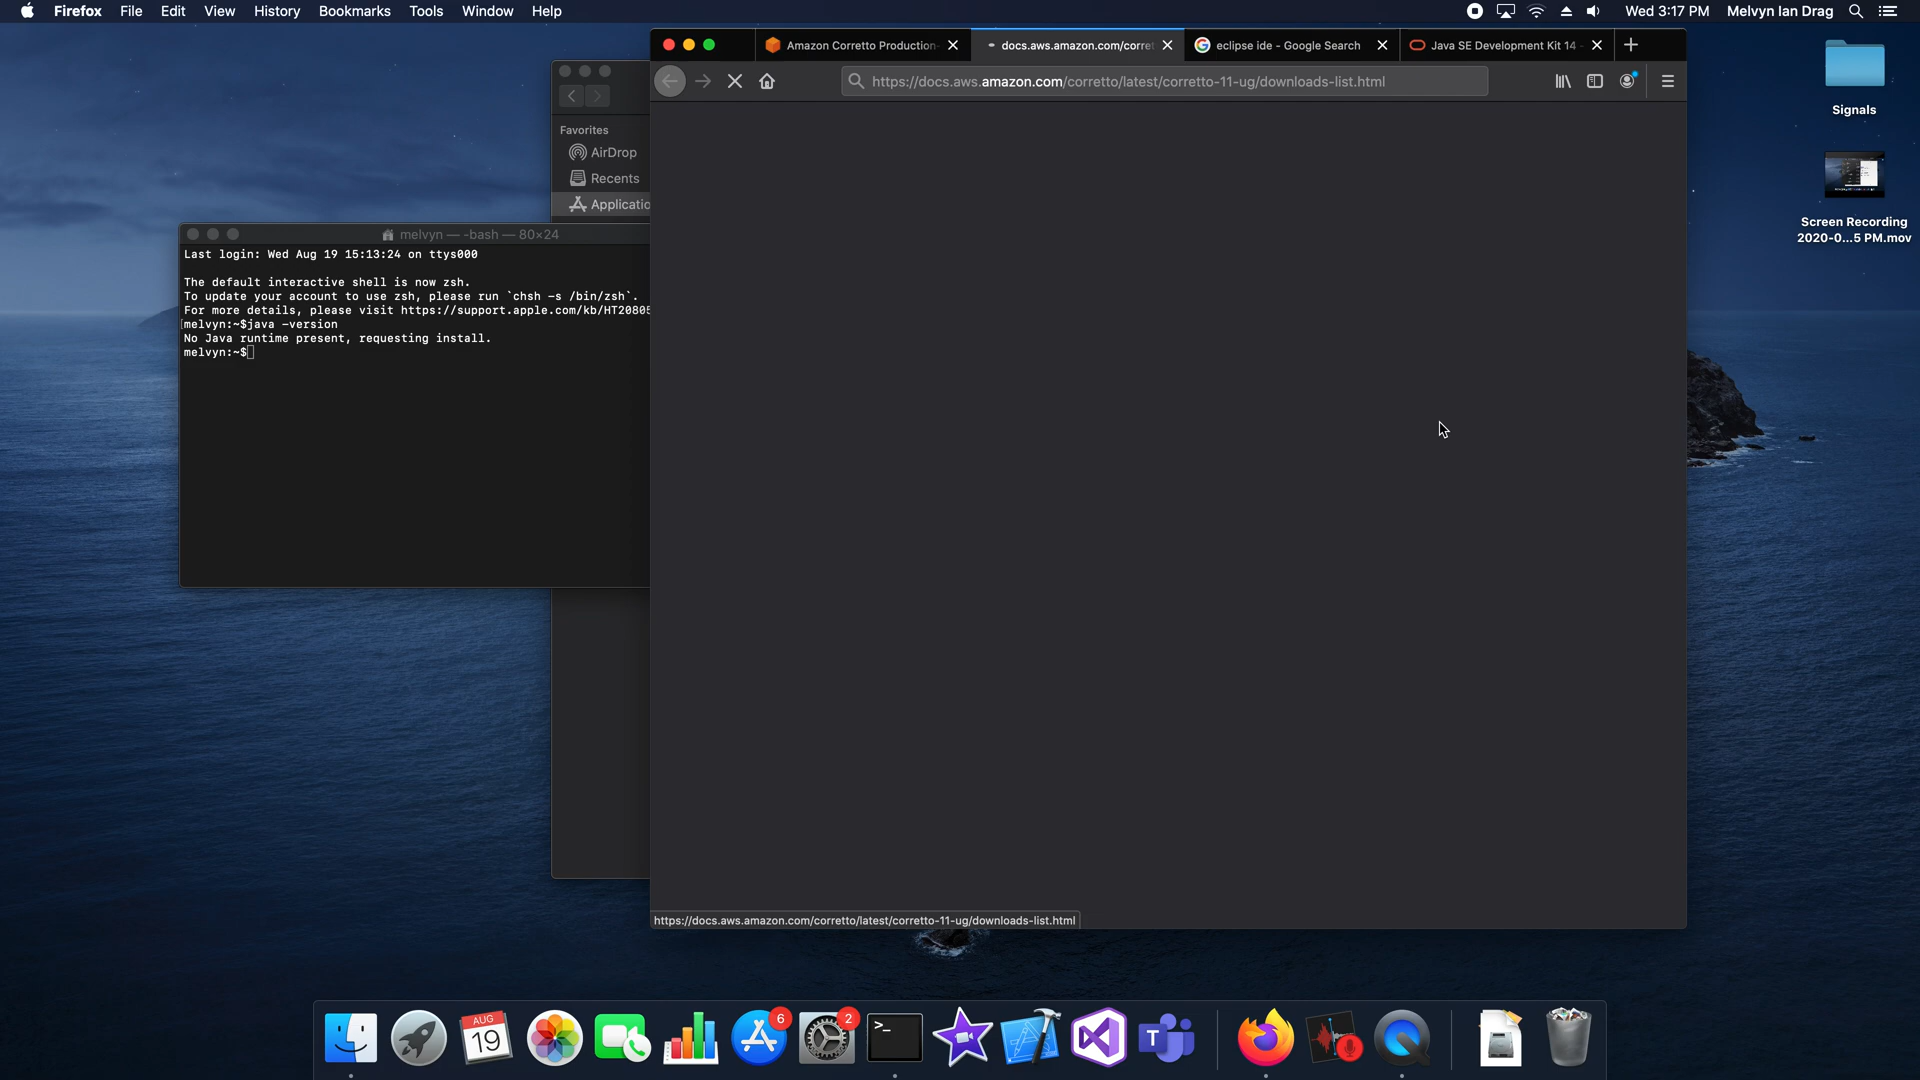 Firefox File Edit View History Bookmarks Tools Window Help
Wed 3:17 PM Melvyn Ian Drag
Amazon Corretto Production
docs.aws.amazon.com/corret
eclipse ide - Google Search
Java SE Development Kit 14 -
https://docs.aws.amazon.com/corretto/latest/corretto-11-ug/downloads-list.html
Signals
Screen Recording
2020-0...5 PM.mov
Favorites
AirDrop
Recents
Applicatio
melvyn — -bash — 80×24
Last login: Wed Aug 19 15:13:24 on ttys000
The default interactive shell is now zsh.
To update your account to use zsh, please run `chsh -s /bin/zsh`.
For more details, please visit https://support.apple.com/kb/HT20805
[melvyn:~$java -version
No Java runtime present, requesting install.
melvyn:~$
https://docs.aws.amazon.com/corretto/latest/corretto-11-ug/downloads-list.html
AUG
19
6
2
>_
T